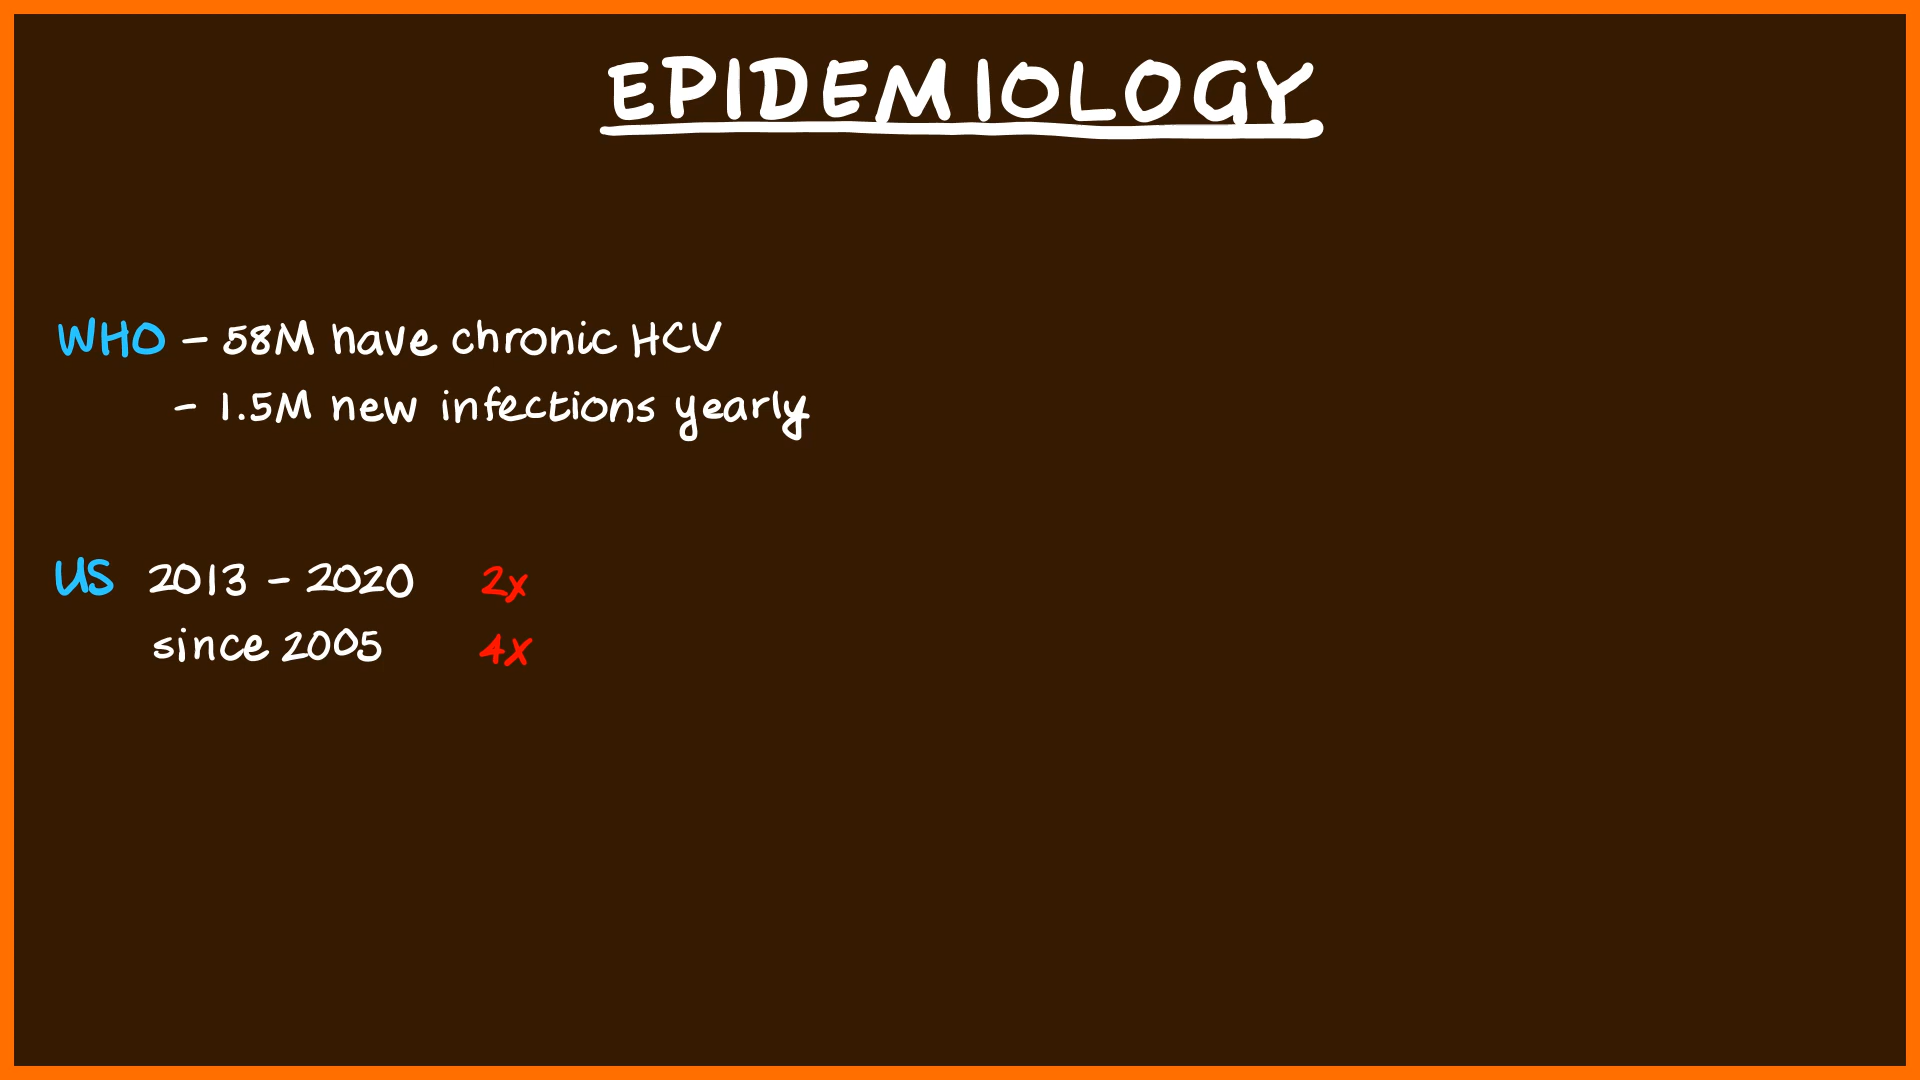 EPIDEMIOLOGY
WHO - 58M have chronic HCV
- 1.5M new infections yearly
US 2013 - 2020 2x
since 2005 4x